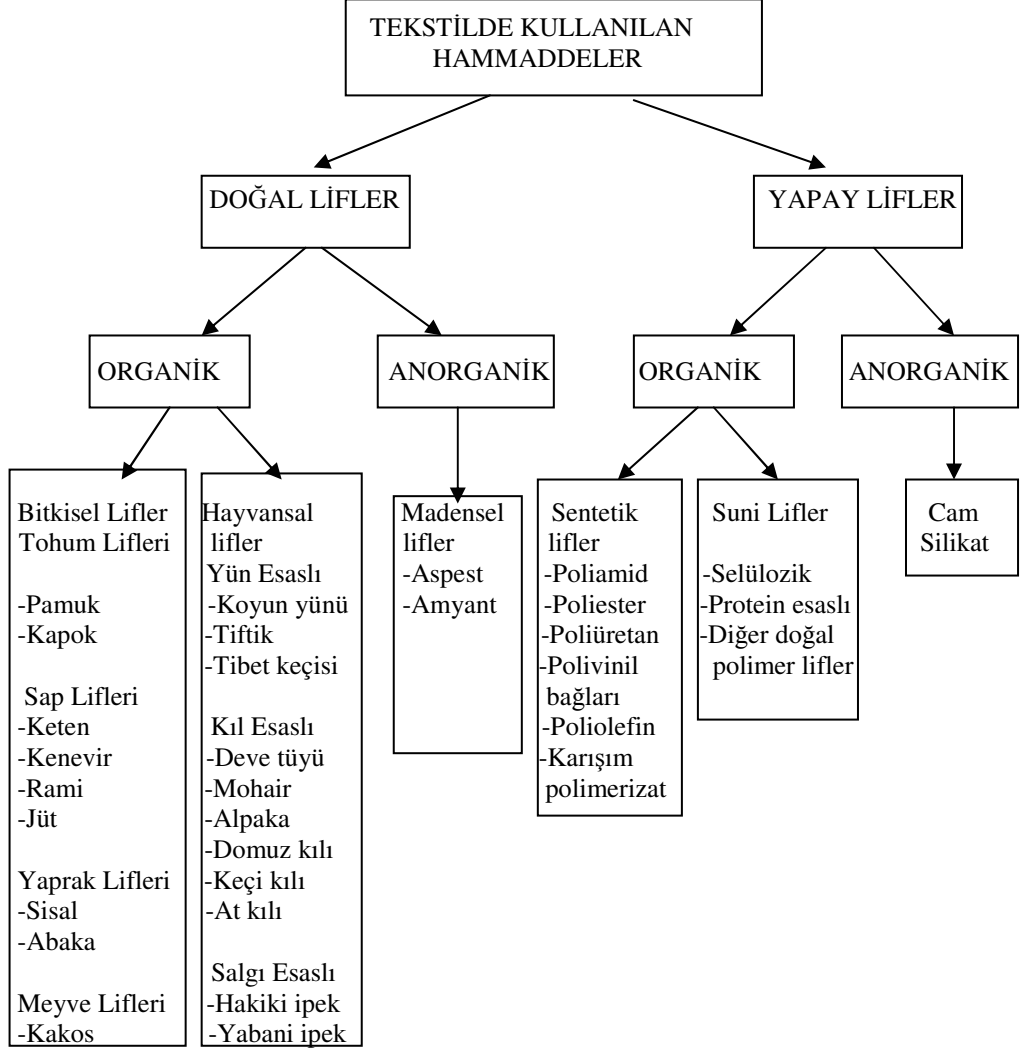 TEKSTİLDE KULLANILAN
HAMMADDELER
DOĞAL LİFLER
YAPAY LİFLER
ORGANİK
ANORGANİK
ORGANİK
ANORGANİK
Bitkisel Lifler
Tohum Lifleri
-Pamuk
-Kapok
Sap Lifleri
-Keten
-Kenevir
-Rami
-Jüt
Yaprak Lifleri
-Sisal
-Abaka
Meyve Lifleri
-Kakos
Hayvansal
lifler
Yün Esaslı
-Koyun yünü
-Tiftik
-Tibet keçisi
Kıl Esaslı
-Deve tüyü
-Mohair
-Alpaka
-Domuz kılı
-Keçi kılı
-At kılı
Salgı Esaslı
-Hakiki ipek
-Yabani ipek
Madensel
lifler
-Aspest
-Amyant
Sentetik
lifler
-Poliamid
-Poliester
-Poliüretan
-Polivinil
bağları
-Poliolefin
-Karışım
polimerizat
Suni Lifler
-Selülozik
-Protein esaslı
-Diğer doğal
polimer lifler
Cam
Silikat